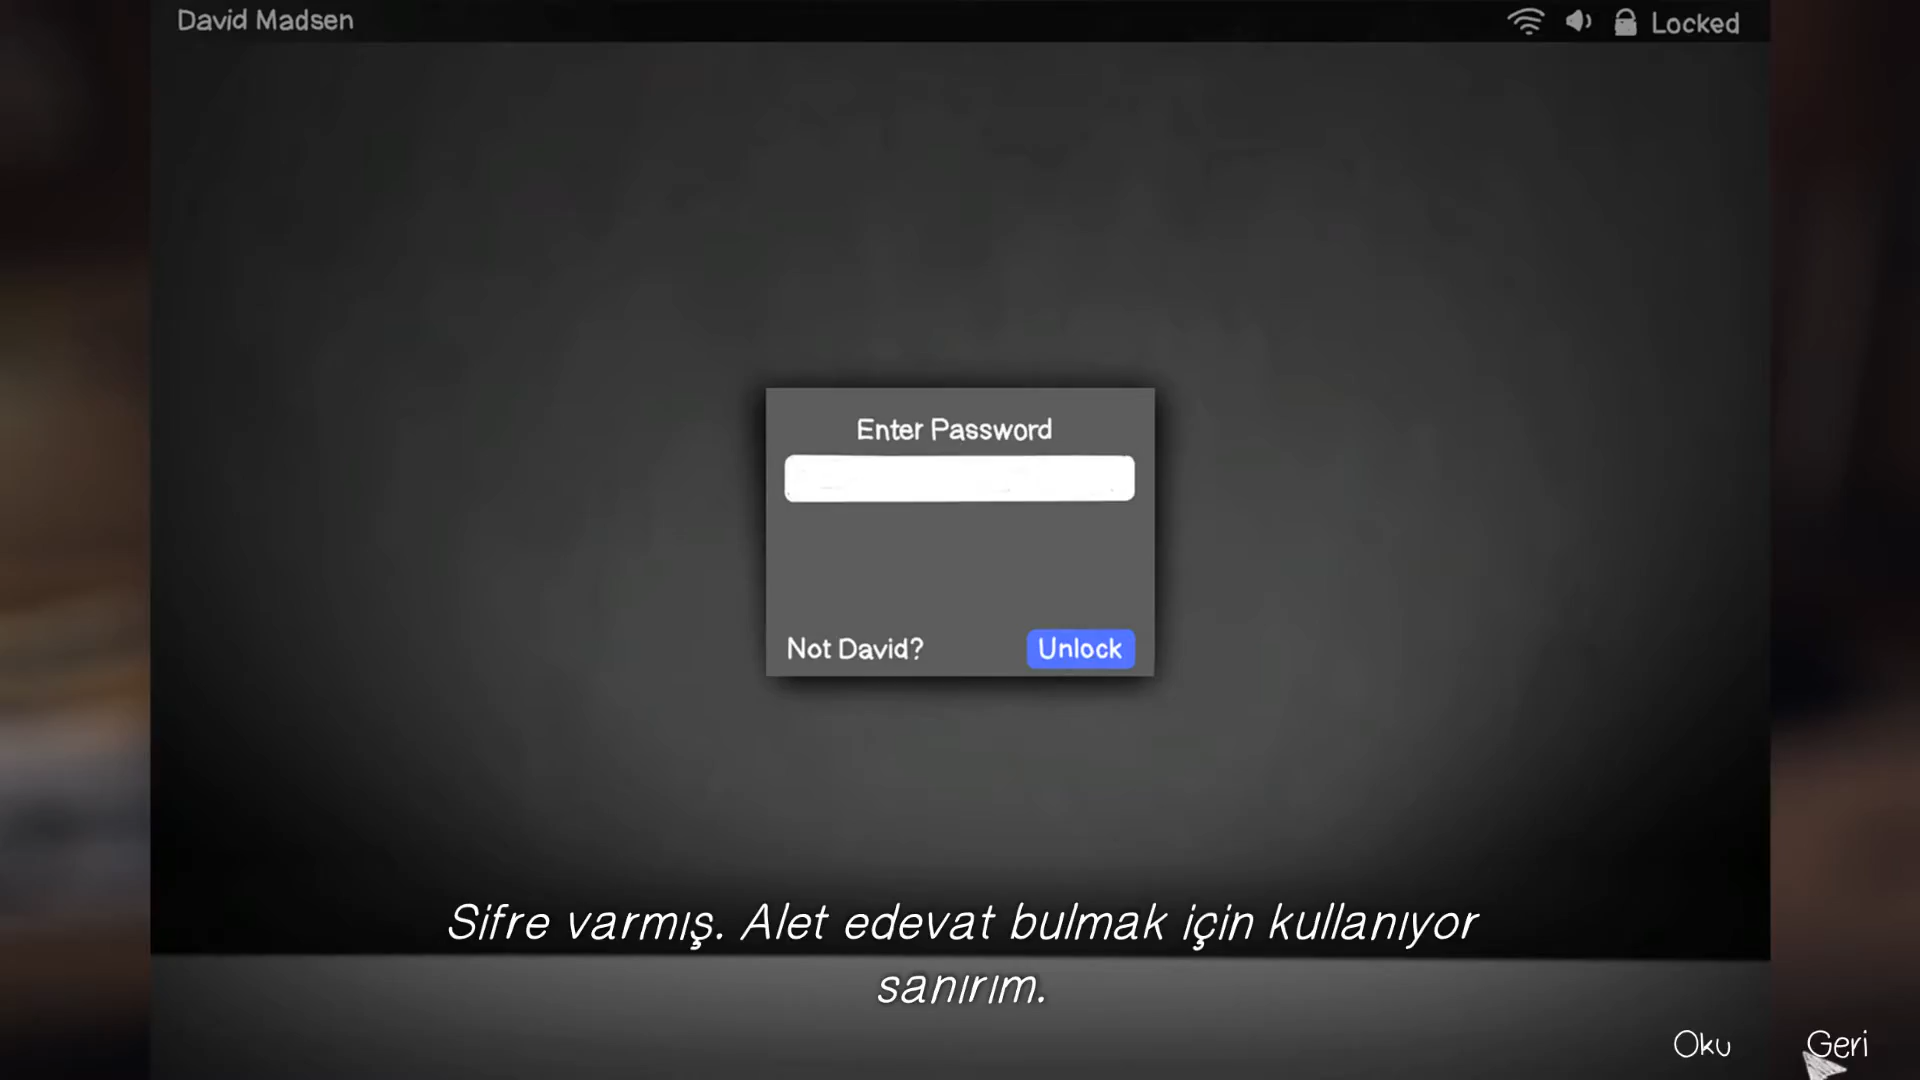 David Madsen
Locked
Enter Password
Not David?
Unlock
Sifre varmış. Alet edevat bulmak için kullanıyor
sanırım.
Oku
Geri